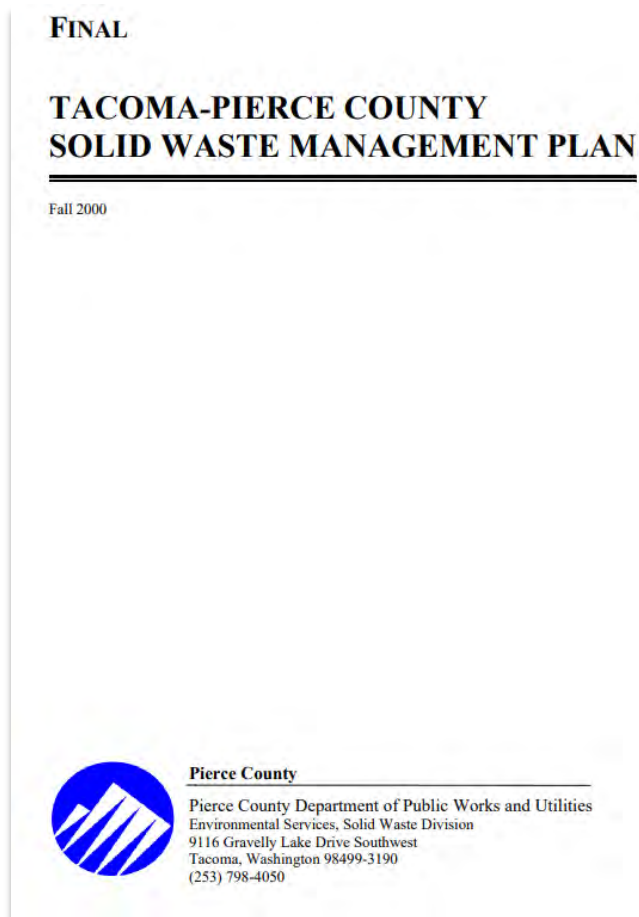 FINAL
TACOMA-PIERCE COUNTY
SOLID WASTE MANAGEMENT PLAN
Fall 2000
Pierce County
Pierce County Department of Public Works and Utilities
Environmental Services, Solid Waste Division
9116 Gravelly Lake Drive Southwest
Tacoma, Washington 98499-3190
(253) 798-4050